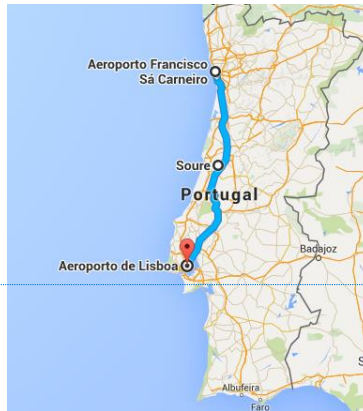 Aeroporto Francisco
Sá Carneiro
Soure
Portugal
Badajoz
Aeroporto de Lisboa
S
Albufeira
Faro